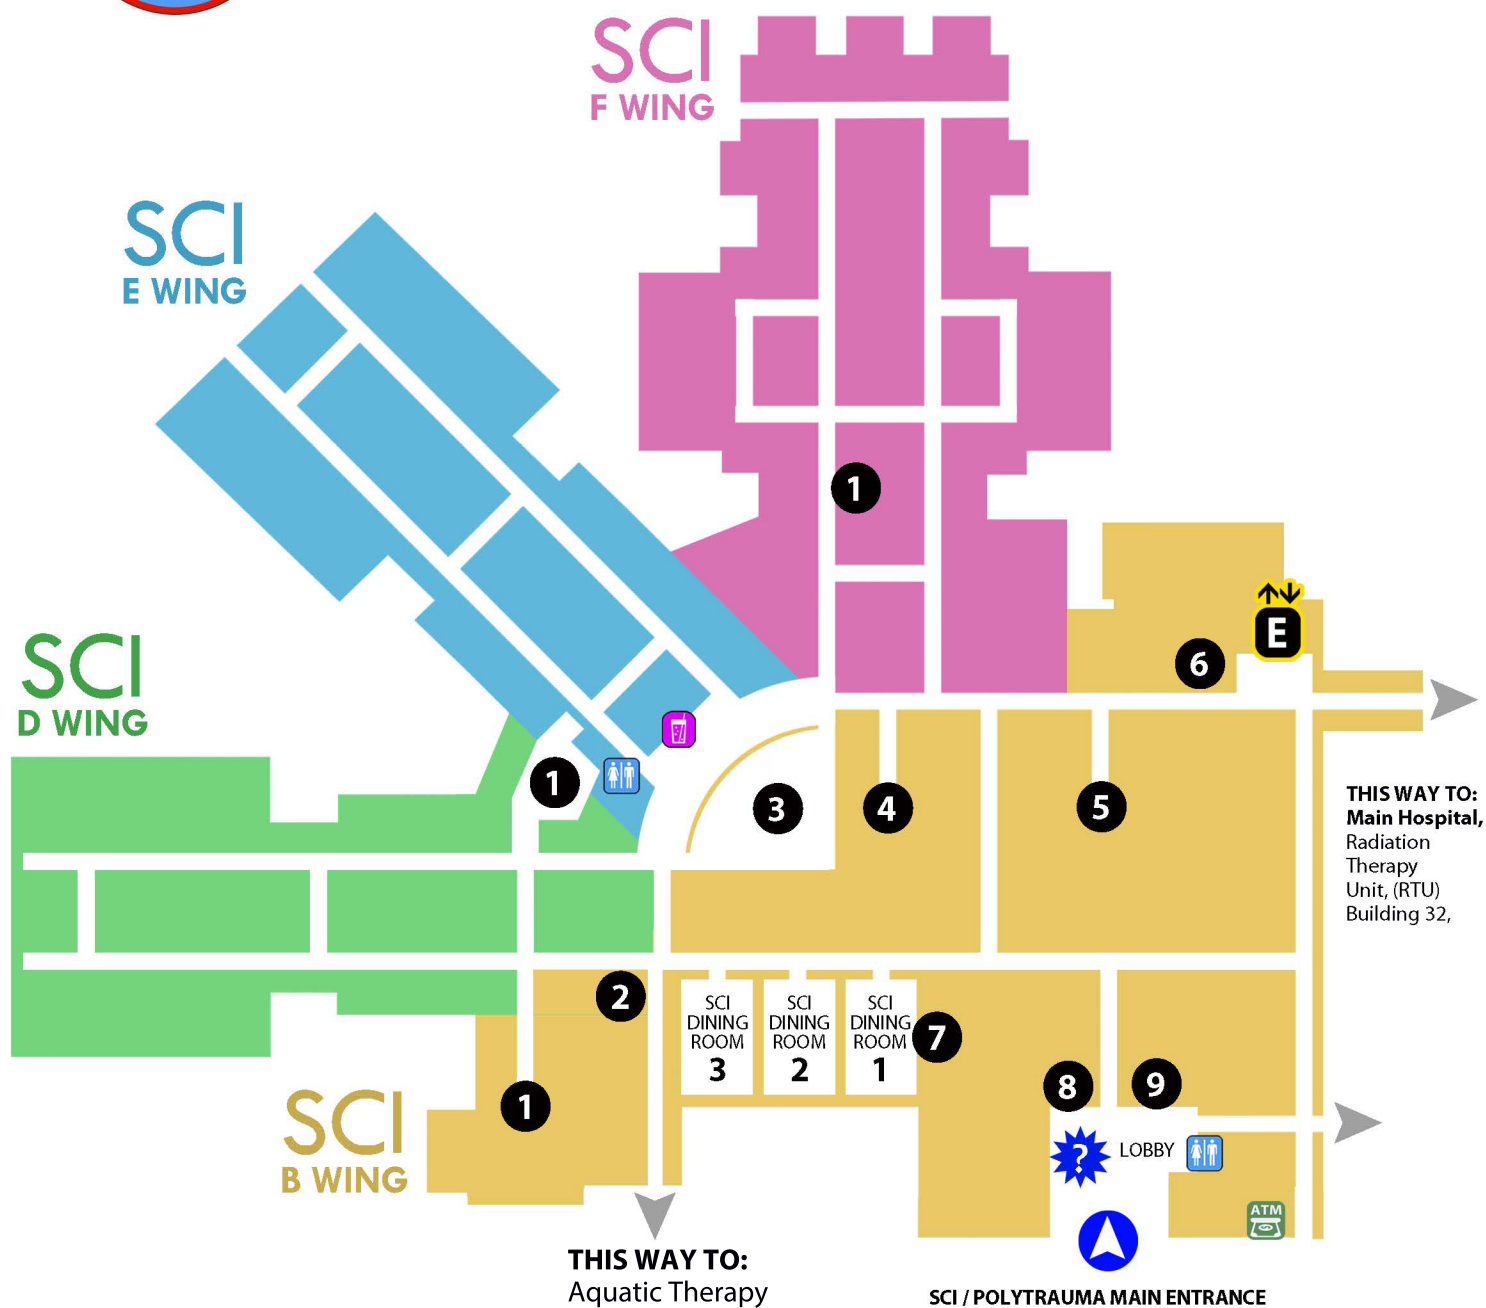 SCI
F WING
SCI
E WING
1
E
6
SCI
D WING
1
3
4
5
THIS WAY TO:
Main Hospital,
Radiation
Therapy
Unit, (RTU)
Building 32,
2
SCI
DINING
ROOM
3
SCI
DINING
ROOM
2
SCI
DINING
ROOM
1
7
8
9
1
SCI
B WING
?
LOBBY
ATM
THIS WAY TO:
Aquatic Therapy
SCI / POLYTRAUMA MAIN ENTRANCE